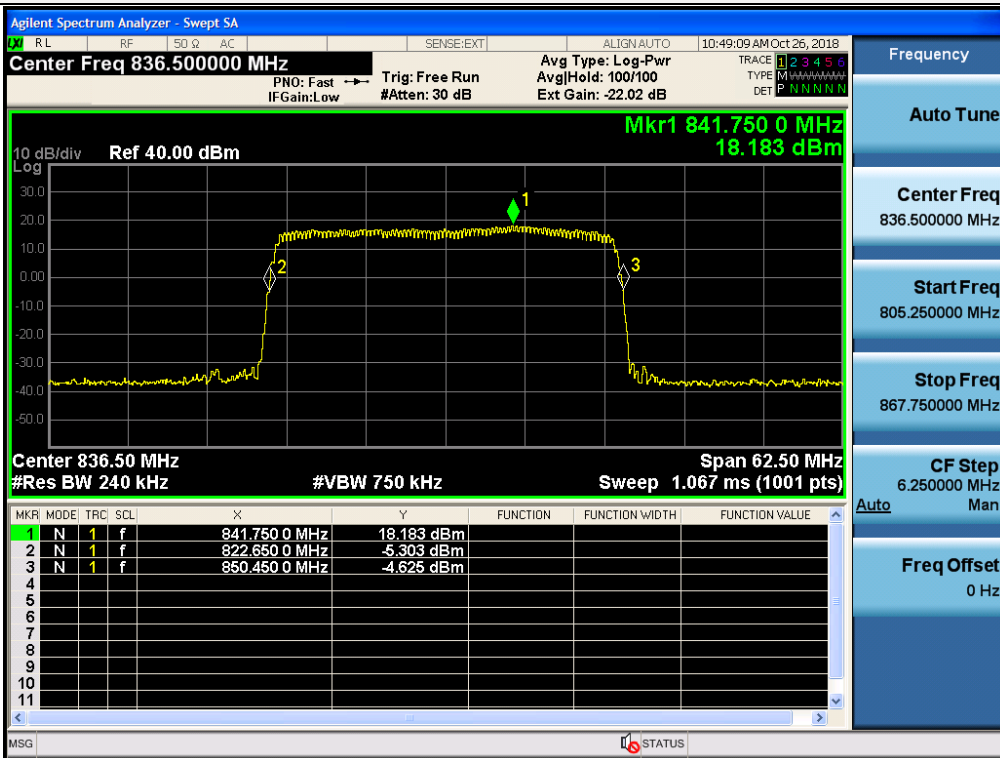 Agilent Spectrum Analyzer - Swept SA
LXI RL RF 50 Ω AC SENSE:EXT ALIGN AUTO 10:49:09 AM Oct 26, 2018
Center Freq 836.500000 MHz
PNO: Fast
IFGain:Low
Trig: Free Run
#Atten: 30 dB
Avg Type: Log-Pwr
Avg|Hold: 100/100
Ext Gain: -22.02 dB
TRACE 1 2 3 4 5 6
TYPE M
DET P N N N N N
Mkr1 841.750 0 MHz
18.183 dBm
10 dB/div Ref 40.00 dBm
Log
30.0
20.0
10.0
0.00
-10.0
-20.0
-30.0
-40.0
-50.0
1
2
3
Center 836.50 MHz Span 62.50 MHz
#Res BW 240 kHz #VBW 750 kHz Sweep 1.067 ms (1001 pts)
MKR MODE TRC SCL X Y FUNCTION FUNCTION WIDTH FUNCTION VALUE
1 N 1 f 841.750 0 MHz 18.183 dBm
2 N 1 f 822.650 0 MHz -5.303 dBm
3 N 1 f 850.450 0 MHz -4.625 dBm
4
5
6
7
8
9
10
11
MSG STATUS
Frequency
Auto Tune
Center Freq
836.500000 MHz
Start Freq
805.250000 MHz
Stop Freq
867.750000 MHz
CF Step
6.250000 MHz
Auto Man
Freq Offset
0 Hz